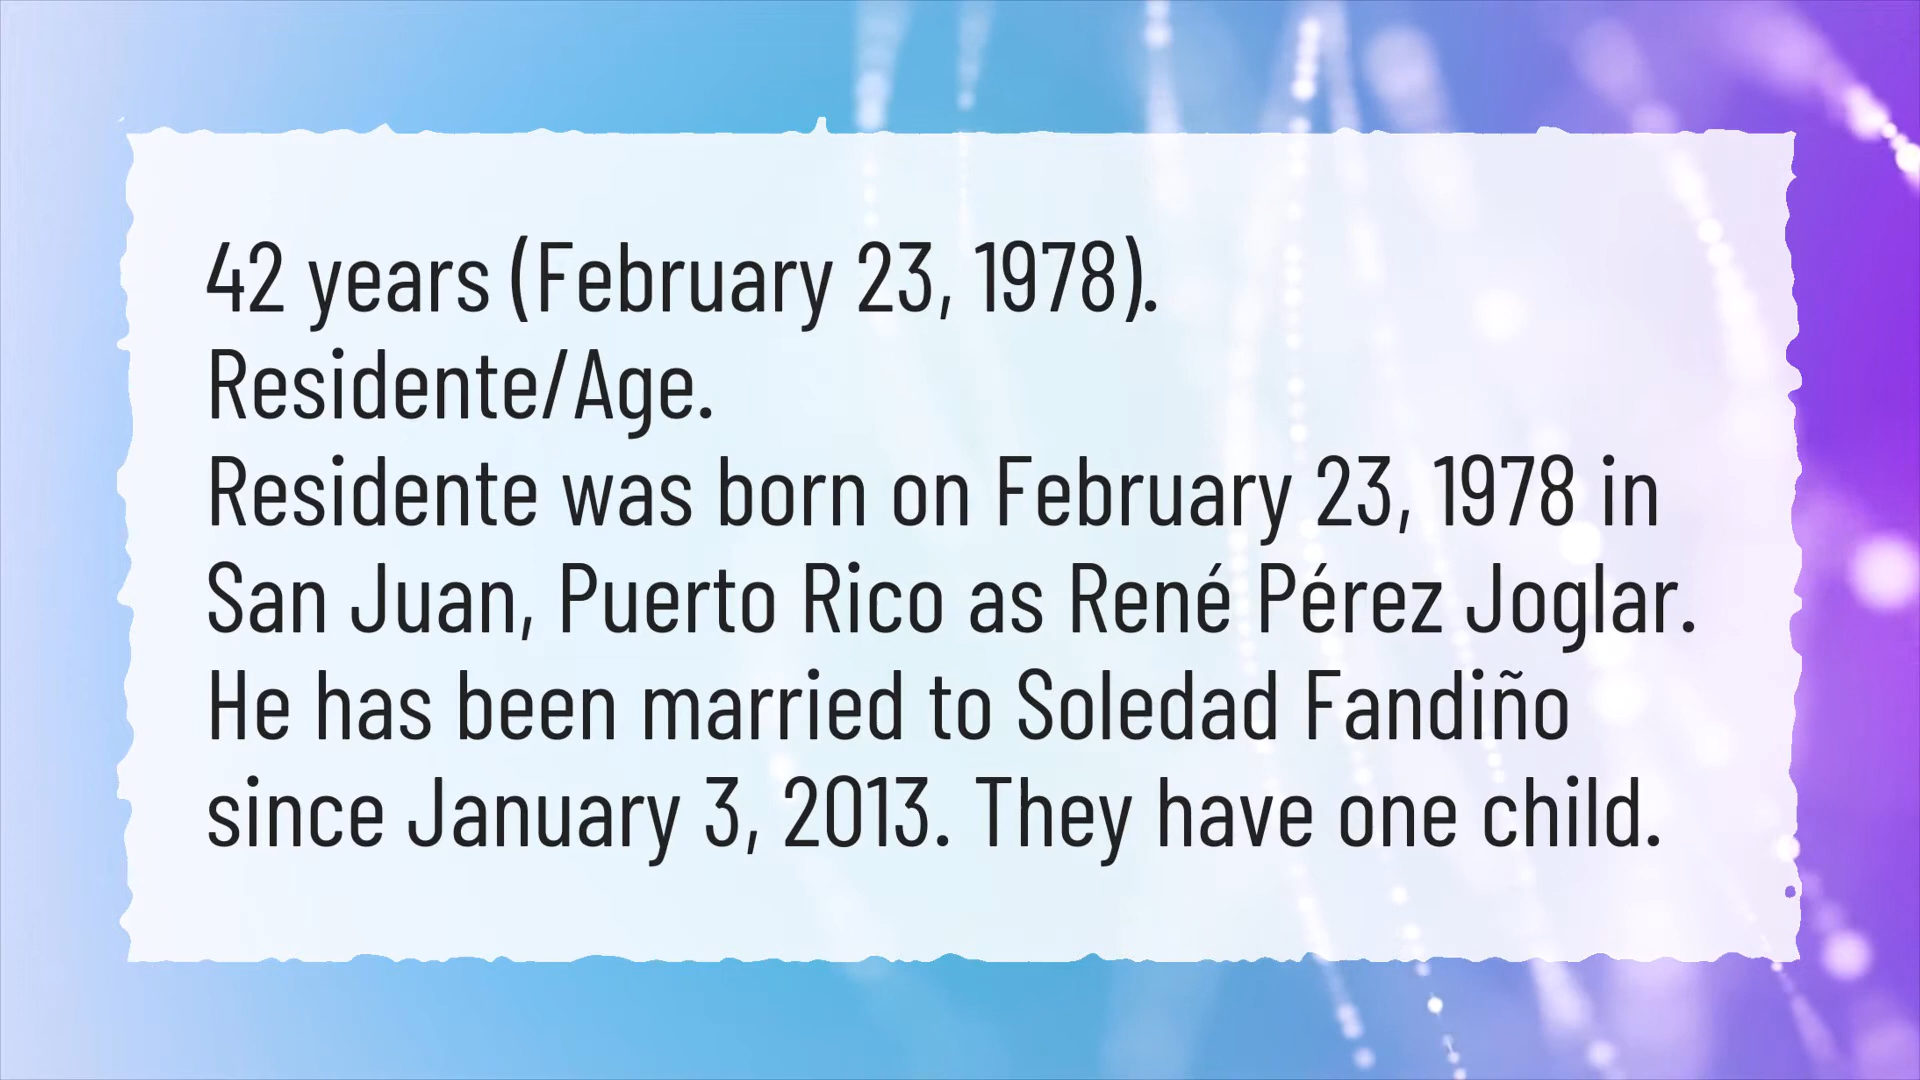 42 years (February 23, 1978).
Residente/Age.
Residente was born on February 23, 1978 in
San Juan, Puerto Rico as René Pérez Joglar.
He has been married to Soledad Fandiño
since January 3, 2013. They have one child.